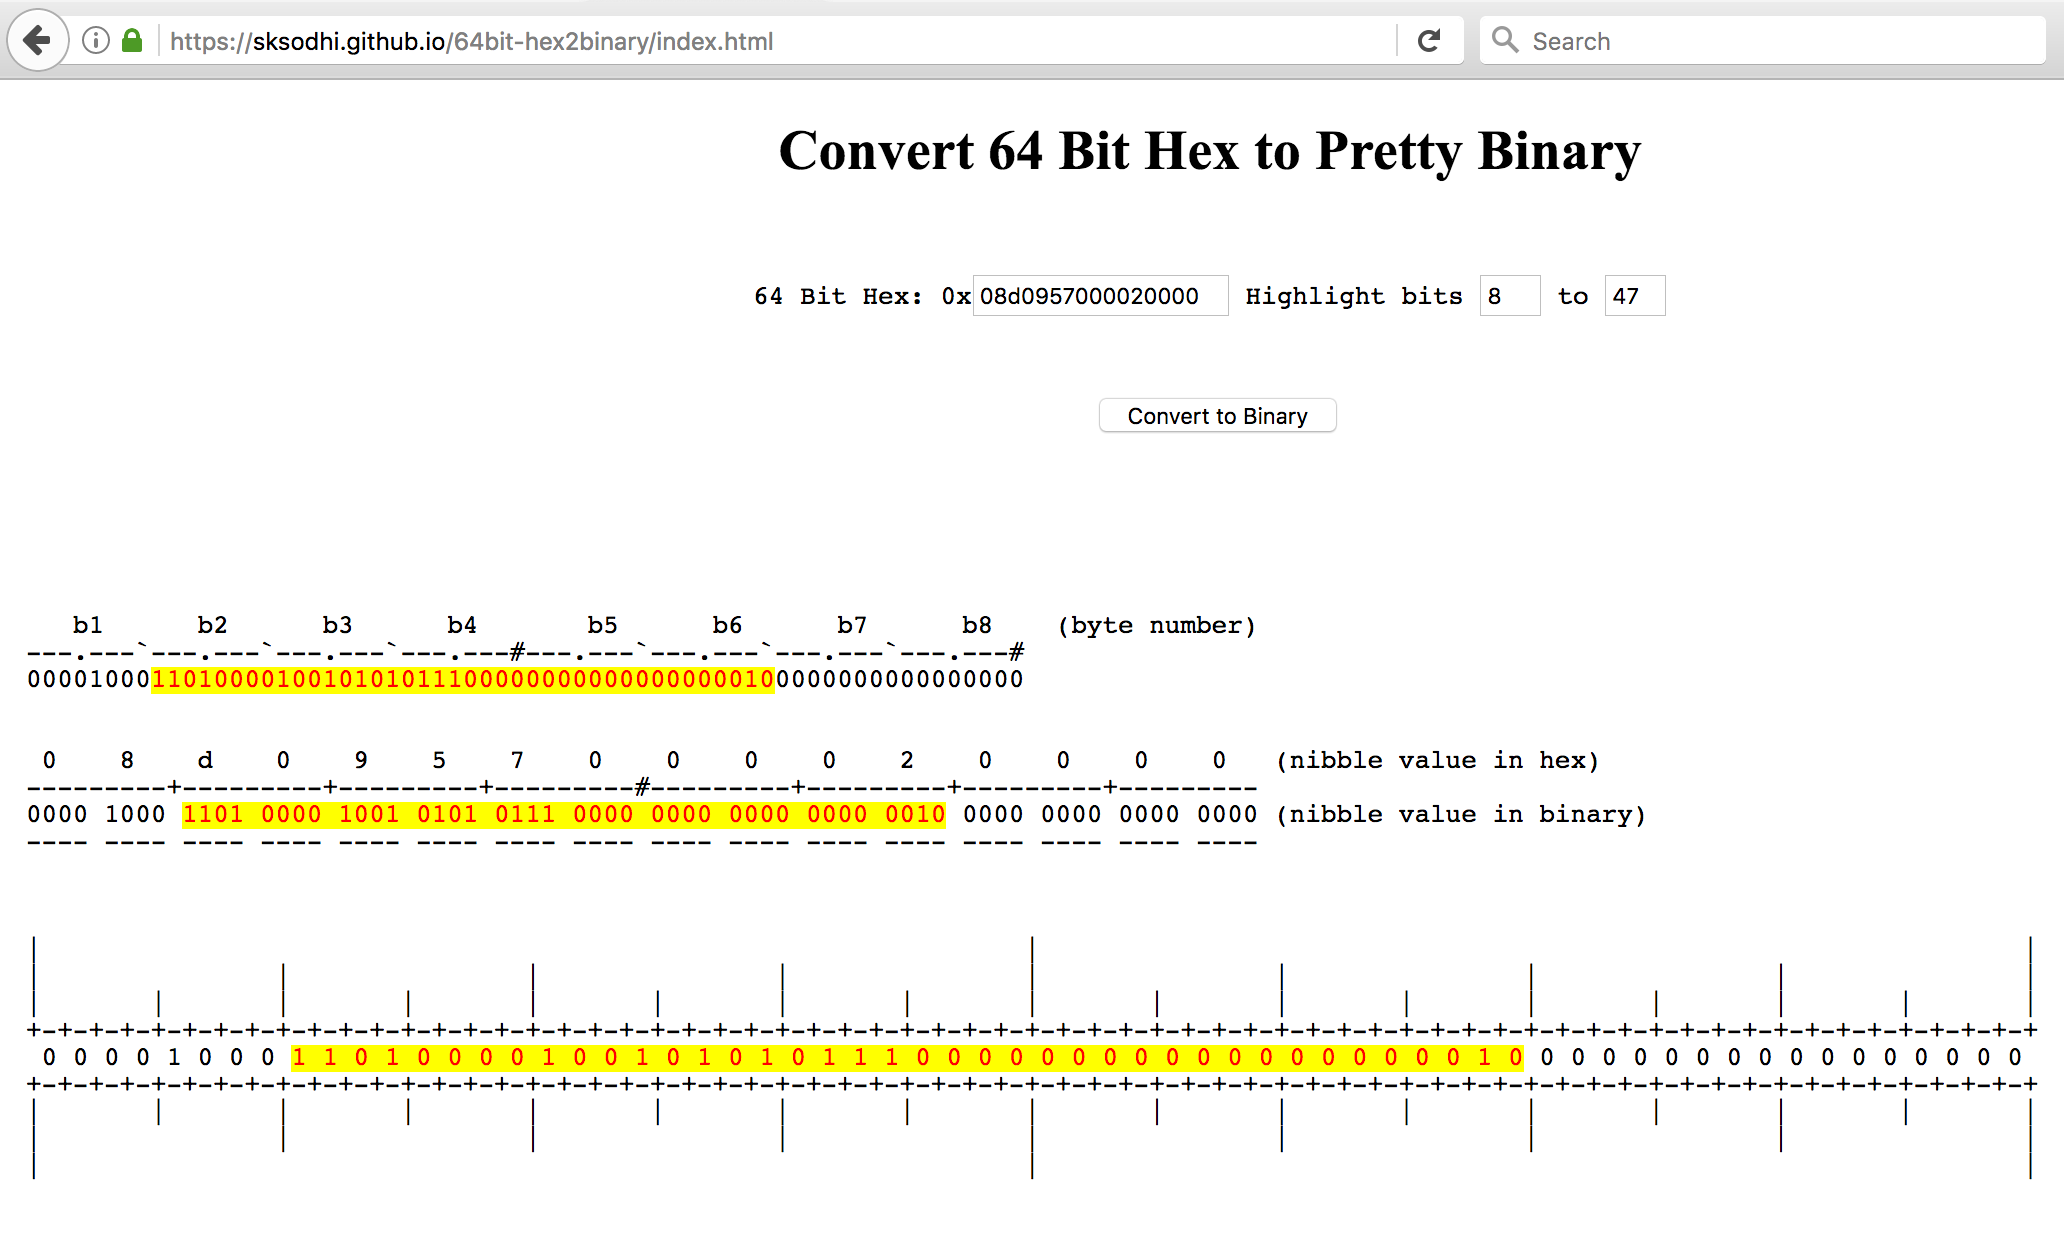 https://sksodhi.github.io/64bit-hex2binary/index.html
Search
Convert 64 Bit Hex to Pretty Binary
64 Bit Hex: 0x 08d0957000020000 Highlight bits 8 to 47
Convert to Binary
b1 b2 b3 b4 b5 b6 b7 b8 (byte number)
---.---`---.---`---.---`---.---#---.---`---.---`---.---`---.---#
0000100011010000100101010111000000000000000000100000000000000000
0 8 d 0 9 5 7 0 0 0 0 2 0 0 0 0 (nibble value in hex)
---------+---------+---------+---------#---------+---------+---------+---------
0000 1000 1101 0000 1001 0101 0111 0000 0000 0000 0000 0010 0000 0000 0000 0000 (nibble value in binary)
---- ---- ---- ---- ---- ---- ---- ---- ---- ---- ---- ---- ---- ---- ---- ----
| | |
| | | | | | | | |
| | | | | | | | | | | | | | | | |
+-+-+-+-+-+-+-+-+-+-+-+-+-+-+-+-+-+-+-+-+-+-+-+-+-+-+-+-+-+-+-+-+-+-+-+-+-+-+-+-+-+-+-+-+-+-+-+-+-+-+-+-+-+-+-+-+-+-+-+-+-+-+-+-+
0 0 0 0 1 0 0 0 1 1 0 1 0 0 0 0 1 0 0 1 0 1 0 1 0 1 1 1 0 0 0 0 0 0 0 0 0 0 0 0 0 0 0 0 0 0 1 0 0 0 0 0 0 0 0 0 0 0 0 0 0 0 0 0
+-+-+-+-+-+-+-+-+-+-+-+-+-+-+-+-+-+-+-+-+-+-+-+-+-+-+-+-+-+-+-+-+-+-+-+-+-+-+-+-+-+-+-+-+-+-+-+-+-+-+-+-+-+-+-+-+-+-+-+-+-+-+-+-+
| | | | | | | | | | | | | | | | |
| | | | | | | | |
| | |